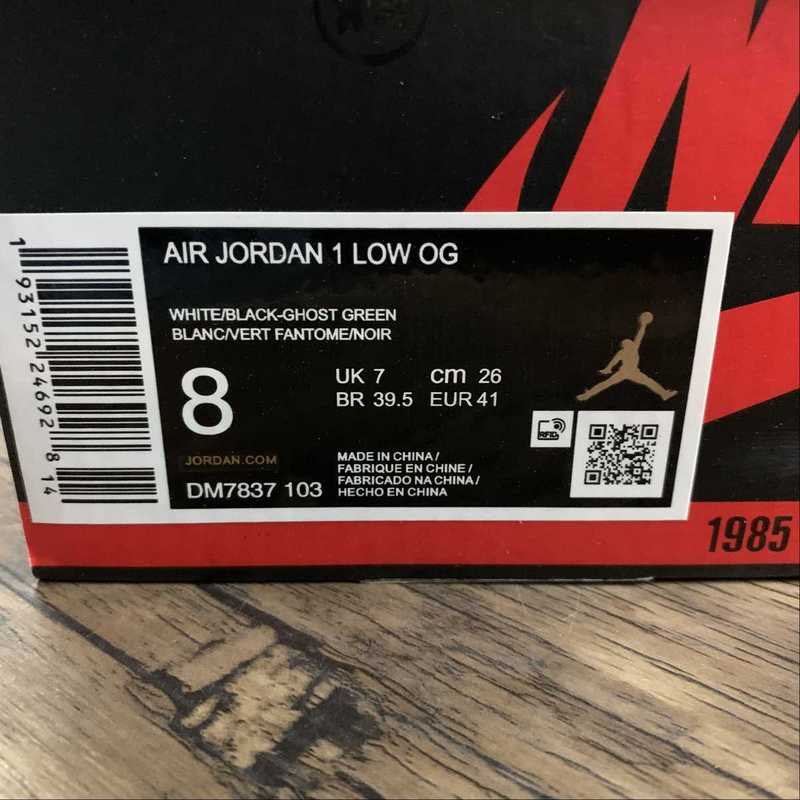 AIR JORDAN 1 LOW OG
WHITE/BLACK-GHOST GREEN
BLANC/VERT FANTOME/NOIR
8
UK 7 cm 26
BR 39.5 EUR 41
JORDAN.COM
DM7837 103
MADE IN CHINA /
FABRIQUE EN CHINE /
FABRICADO NA CHINA /
HECHO EN CHINA
RFID
1 93152 24692 8 14
1985